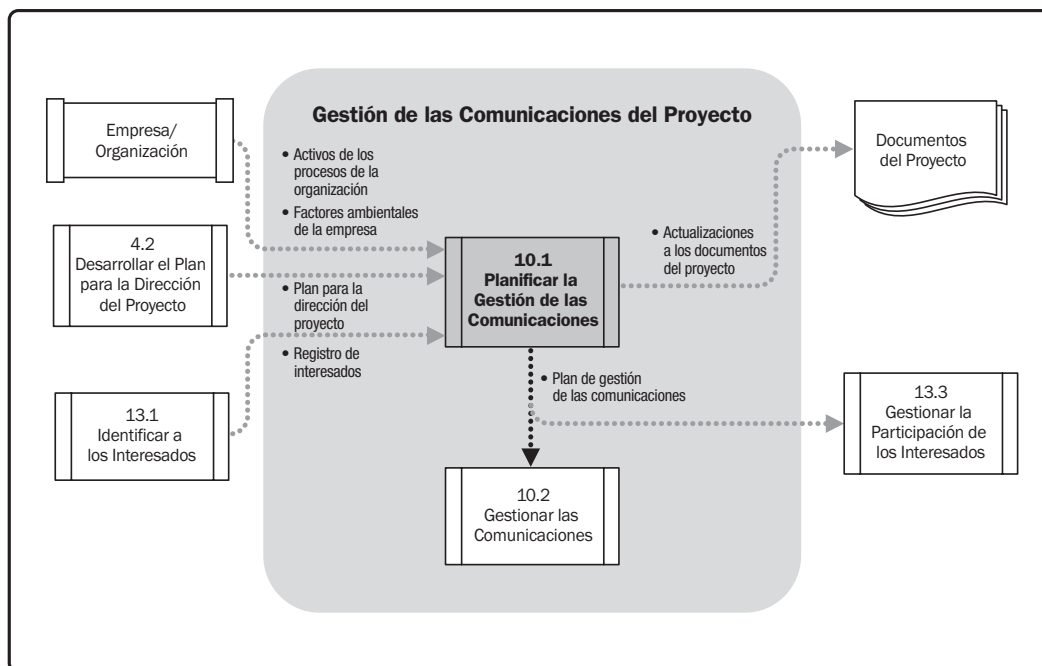 Gestión de las Comunicaciones del Proyecto
Empresa/
Organización
• Activos de los
procesos de la
organización
• Factores ambientales
de la empresa
4.2
Desarrollar el Plan
para la Dirección
del Proyecto
• Plan para la
dirección del
proyecto
• Registro de
interesados
13.1
Identificar a
los Interesados
10.1
Planificar la
Gestión de las
Comunicaciones
• Actualizaciones
a los documentos
del proyecto
Documentos
del Proyecto
• Plan de gestión
de las comunicaciones
13.3
Gestionar la
Participación de
los Interesados
10.2
Gestionar las
Comunicaciones